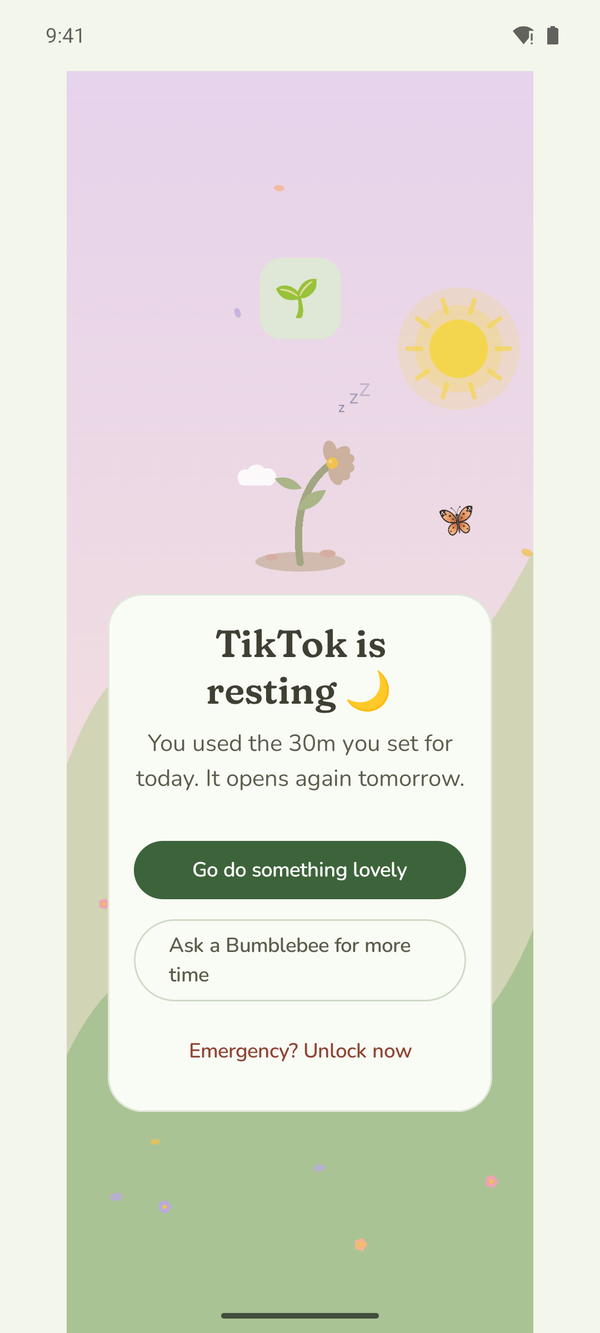 9:41
z z Z
TikTok is
resting 🌙
You used the 30m you set for
today. It opens again tomorrow.
Go do something lovely
Ask a Bumblebee for more
time
Emergency? Unlock now